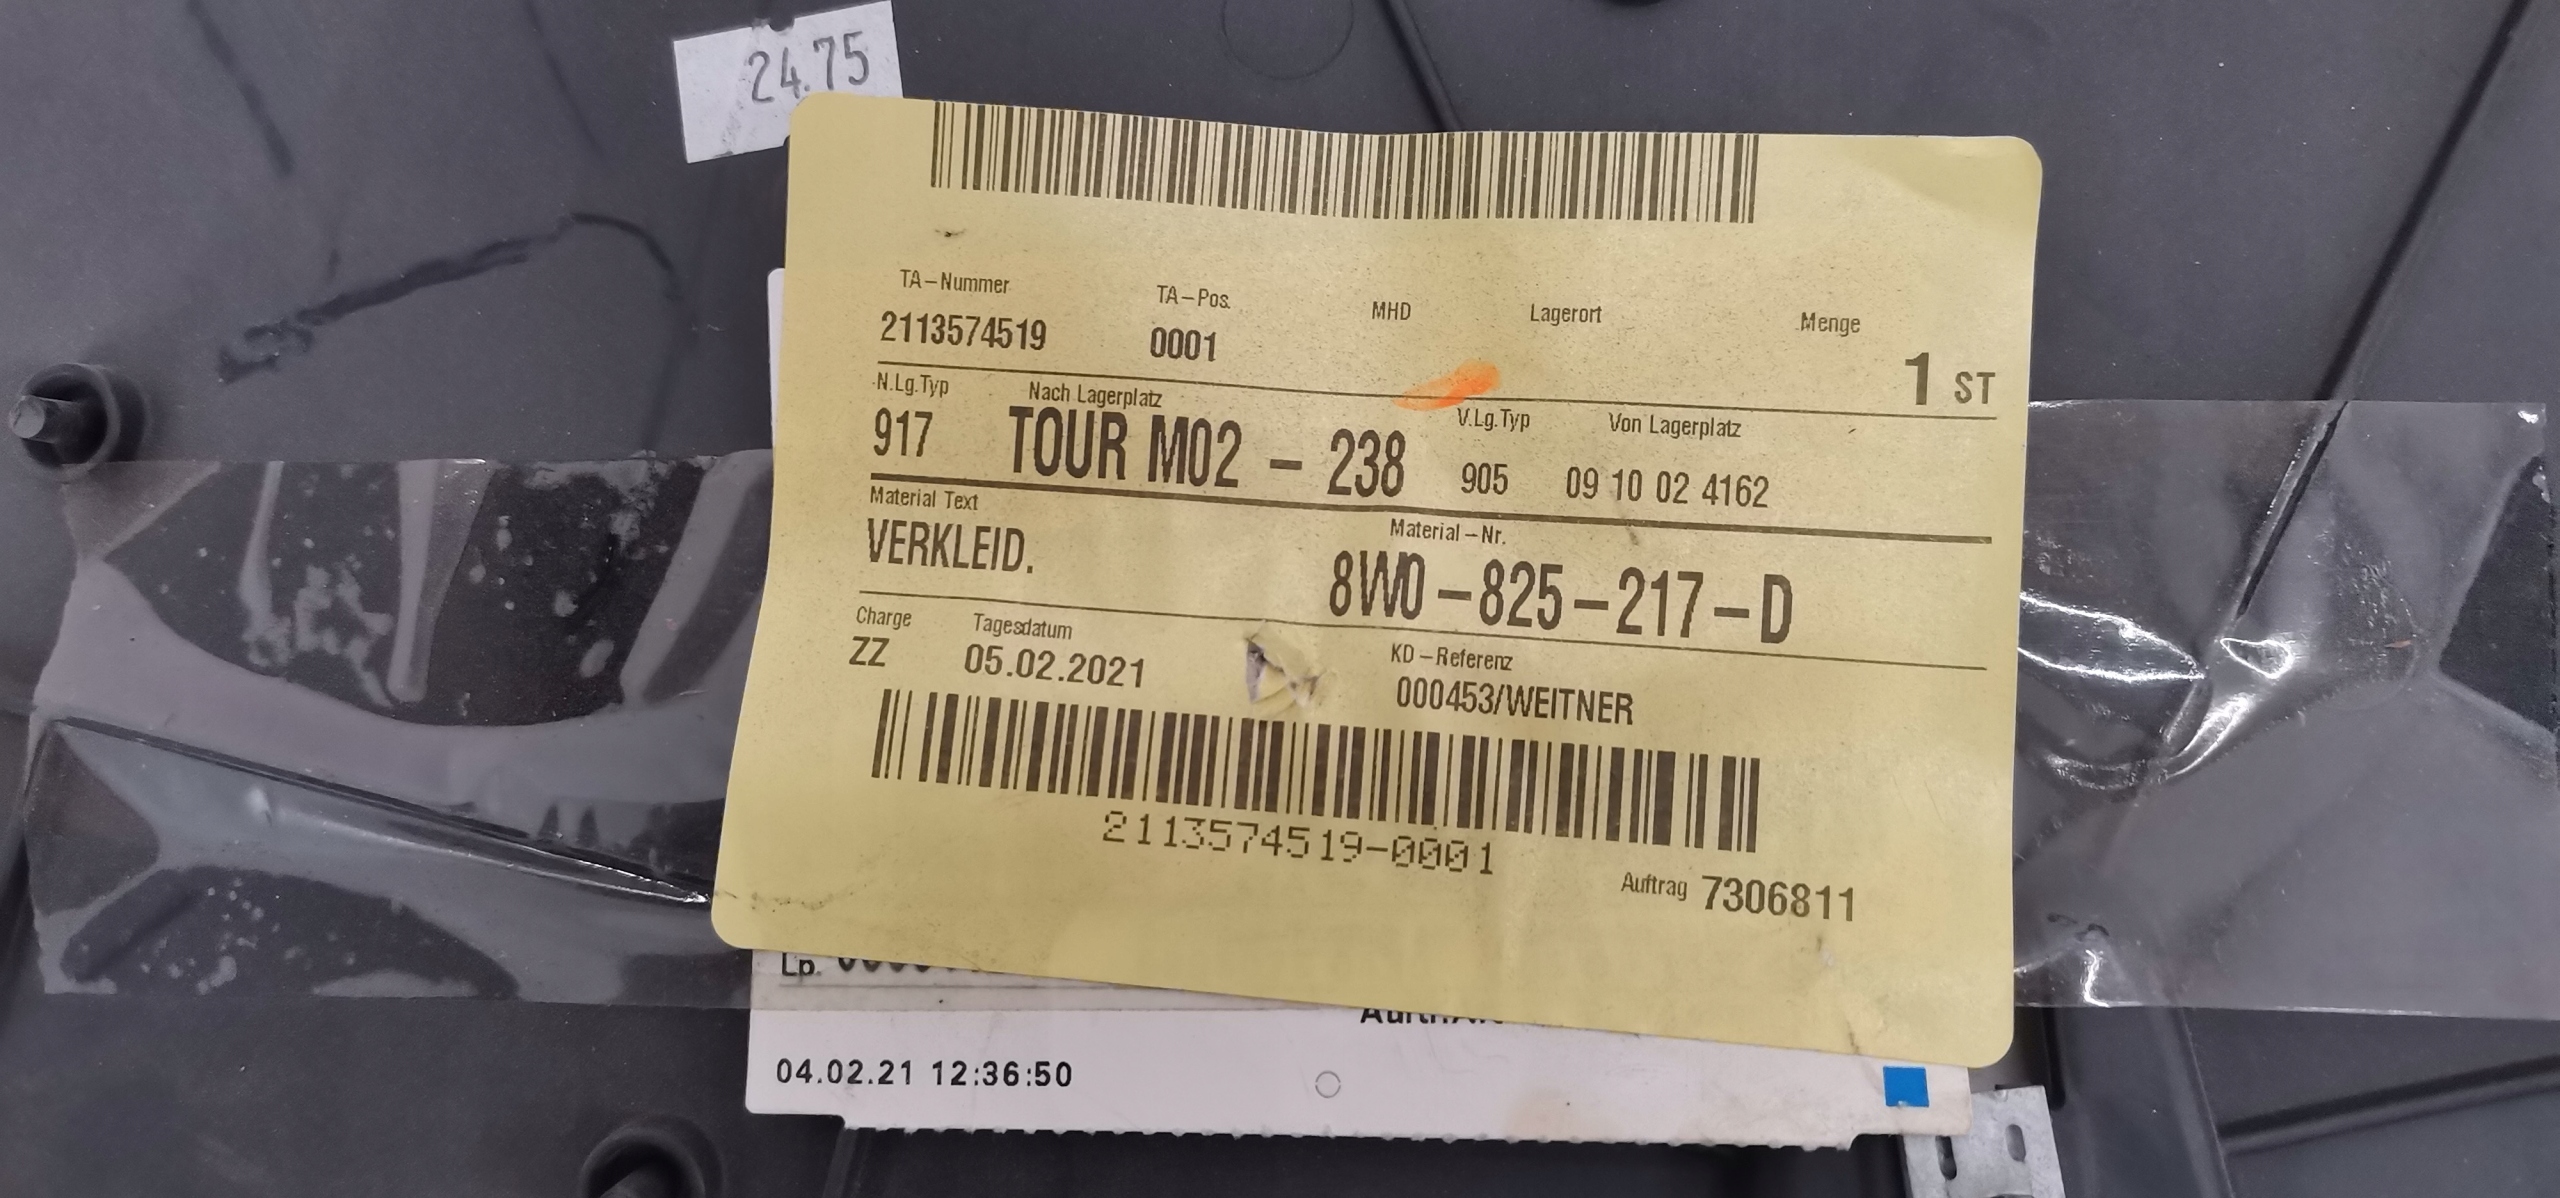 24.75
TA-Nummer TA-Pos. MHD Lagerort Menge
2113574519 0001 1 ST
N.Lg.Typ Nach Lagerplatz V.Lg.Typ Von Lagerplatz
917 TOUR M02 - 238 905 09 10 02 4162
Material Text Material-Nr.
VERKLEID. 8W0-825-217-D
Charge Tagesdatum KD-Referenz
ZZ 05.02.2021 000453/WEITNER
2113574519-0001
Auftrag 7306811
Lp.
04.02.21 12:36:50